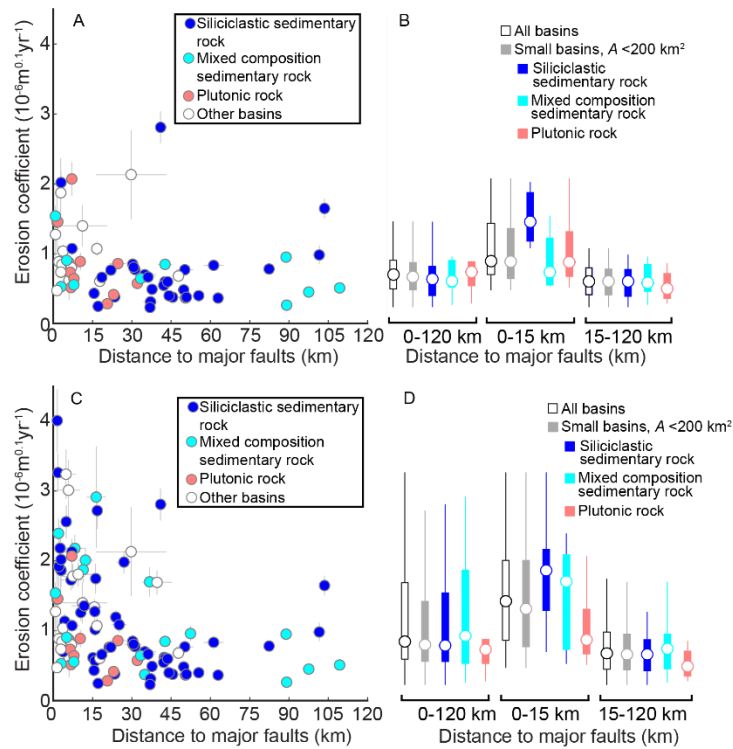 A
Siliciclastic sedimentary
rock
Mixed composition
sedimentary rock
Plutonic rock
Other basins
Erosion coefficient (10⁻⁶m⁰·¹yr⁻¹)
4
3
2
1
0
0 15 30 45 60 75 90 105 120
Distance to major faults (km)
B
All basins
Small basins, A <200 km²
Siliciclastic
sedimentary rock
Mixed composition
sedimentary rock
Plutonic rock
0-120 km
0-15 km
15-120 km
Distance to major faults (km)
C
Siliciclastic sedimentary
rock
Mixed composition
sedimentary rock
Plutonic rock
Other basins
Erosion coefficient (10⁻⁶m⁰·¹yr⁻¹)
4
3
2
1
0
0 15 30 45 60 75 90 105 120
Distance to major faults (km)
D
All basins
Small basins, A <200 km²
Siliciclastic
sedimentary rock
Mixed composition
sedimentary rock
Plutonic rock
0-120 km
0-15 km
15-120 km
Distance to major faults (km)